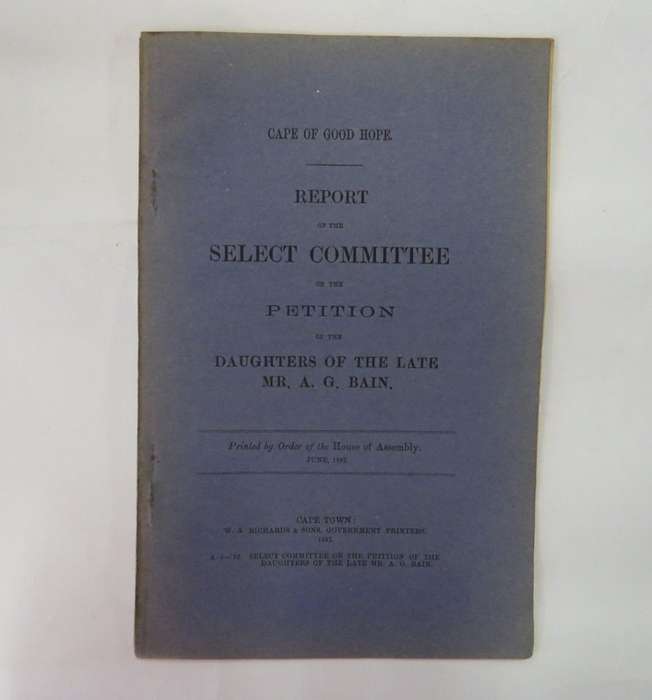 CAPE OF GOOD HOPE
REPORT
OF THE
SELECT COMMITTEE
ON THE
PETITION
OF THE
DAUGHTERS OF THE LATE
MR. A. G. BAIN.
Printed by Order of the House of Assembly.
JUNE,
CAPE TOWN:
W. A. RICHARDS & SONS, GOVERNMENT PRINTERS.
SELECT COMMITTEE ON THE PETITION OF THE
DAUGHTERS OF THE LATE MR. A. G. BAIN.